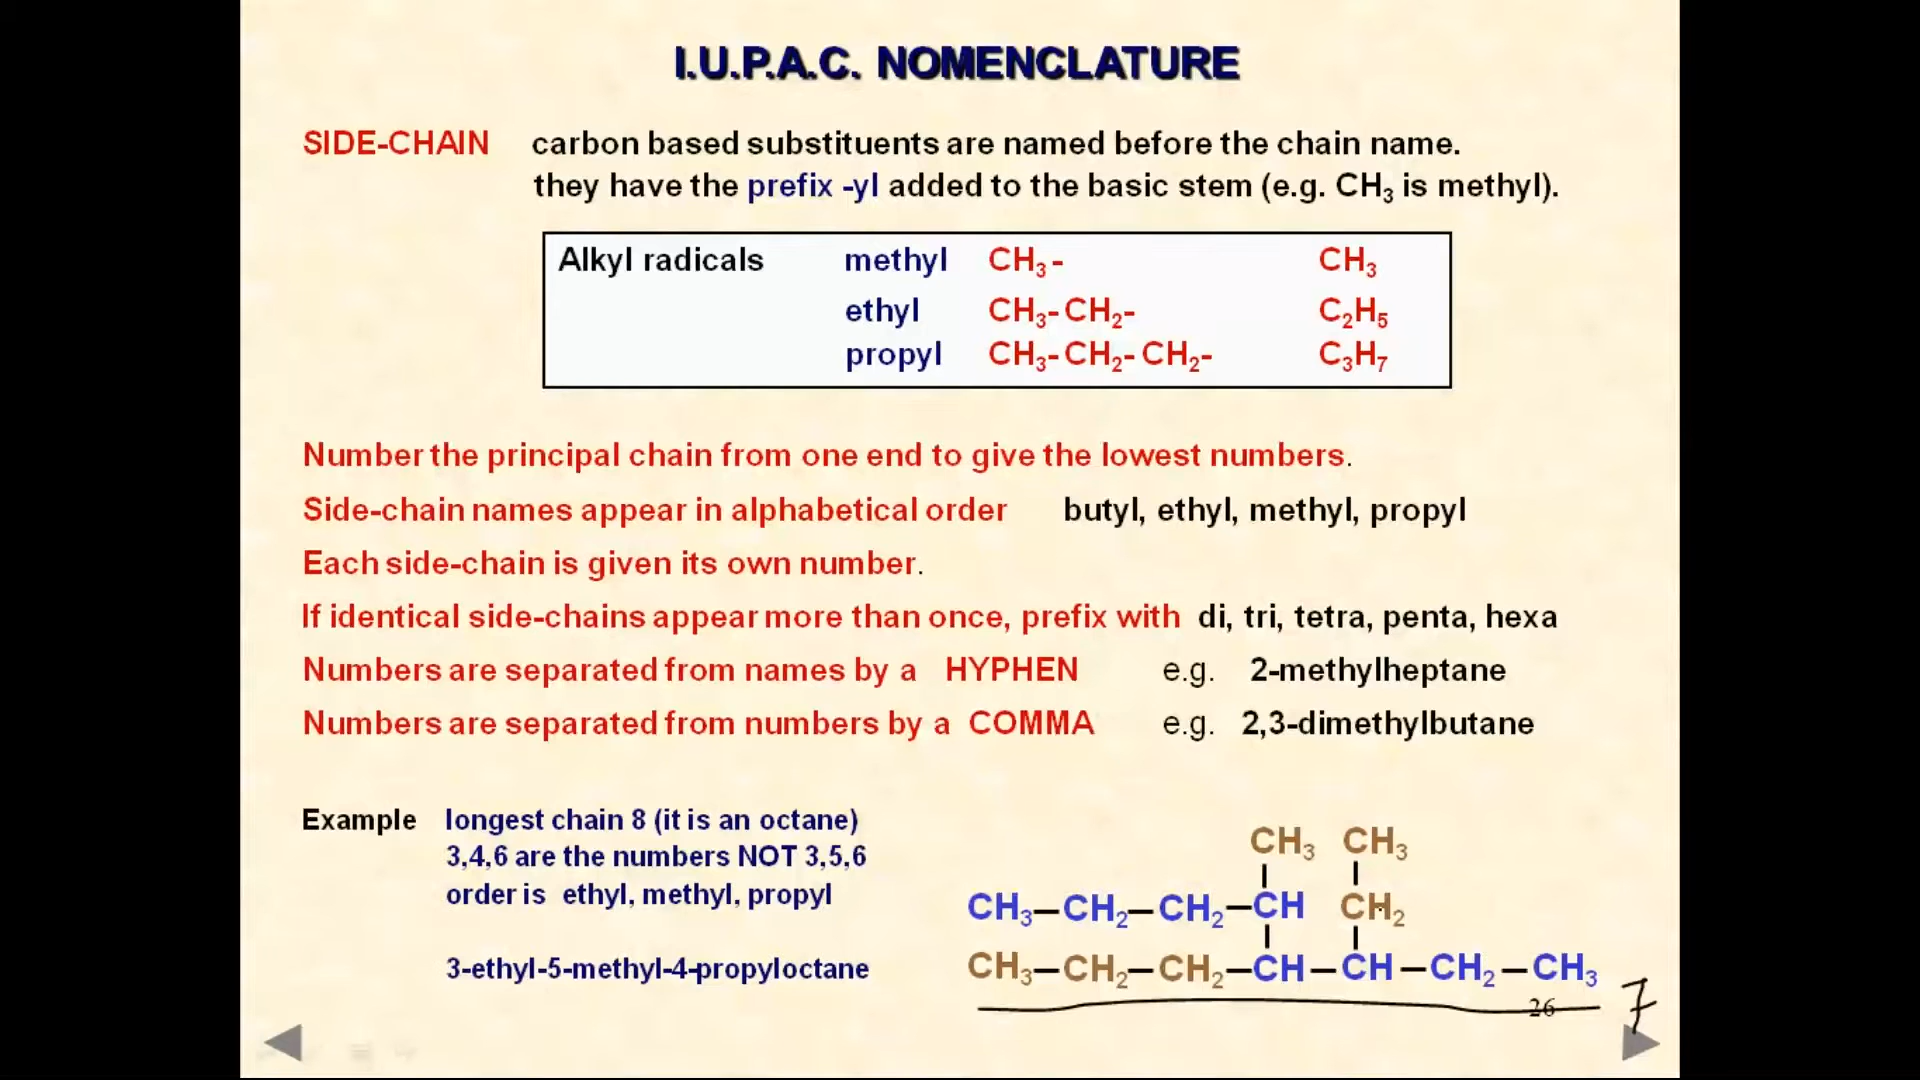 I.U.P.A.C. NOMENCLATURE
SIDE-CHAIN carbon based substituents are named before the chain name.
they have the prefix -yl added to the basic stem (e.g. CH₃ is methyl).
Alkyl radicals methyl CH₃- CH₃
ethyl CH₃-CH₂- C₂H₅
propyl CH₃-CH₂-CH₂- C₃H₇
Number the principal chain from one end to give the lowest numbers.
Side-chain names appear in alphabetical order butyl, ethyl, methyl, propyl
Each side-chain is given its own number.
If identical side-chains appear more than once, prefix with di, tri, tetra, penta, hexa
Numbers are separated from names by a HYPHEN e.g. 2-methylheptane
Numbers are separated from numbers by a COMMA e.g. 2,3-dimethylbutane
Example longest chain 8 (it is an octane)
3,4,6 are the numbers NOT 3,5,6
order is ethyl, methyl, propyl
3-ethyl-5-methyl-4-propyloctane
CH₃ CH₃
CH₃—CH₂—CH₂—CH CH₂
CH₃—CH₂—CH₂—CH—CH—CH₂—CH₃
26
7